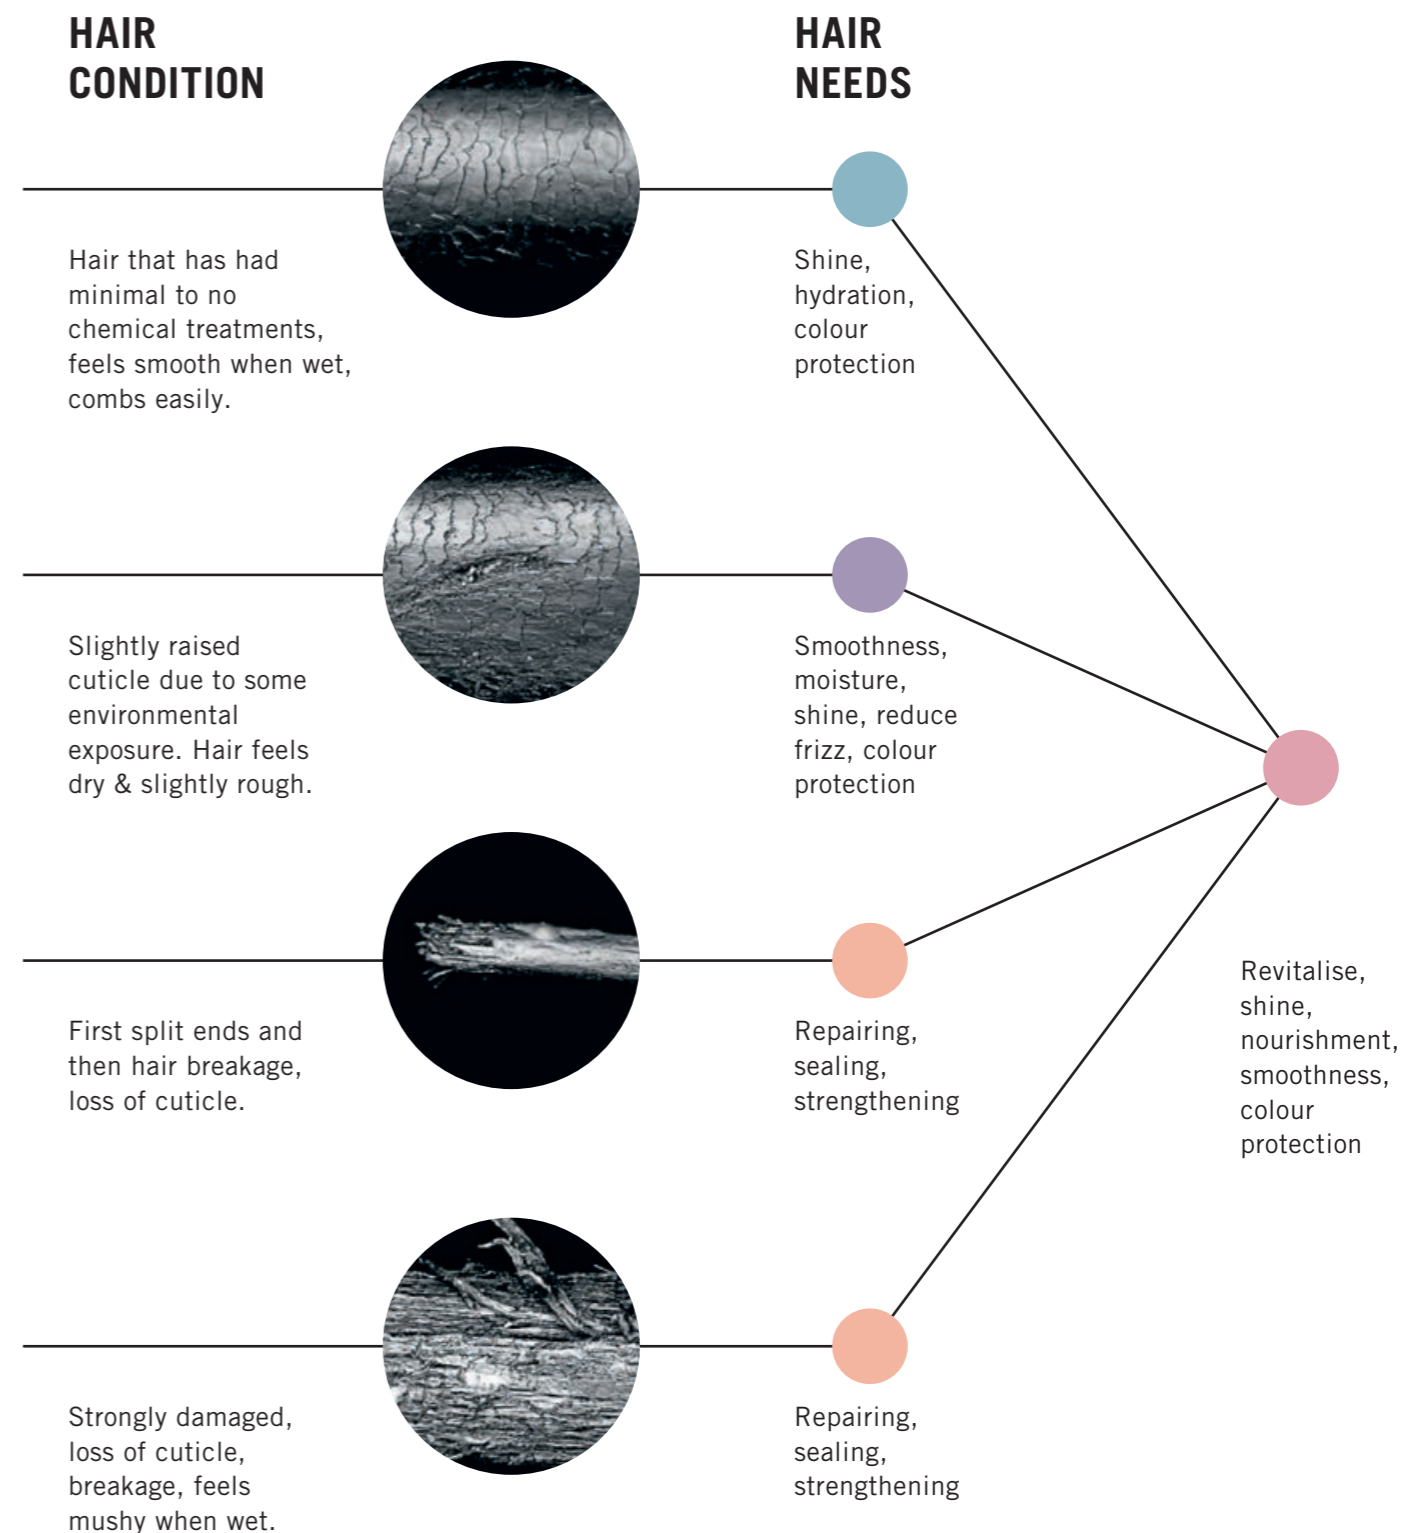 HAIR
CONDITION
HAIR
NEEDS
Hair that has had
minimal to no
chemical treatments,
feels smooth when wet,
combs easily.
Shine,
hydration,
colour
protection
Slightly raised
cuticle due to some
environmental
exposure. Hair feels
dry & slightly rough.
Smoothness,
moisture,
shine, reduce
frizz, colour
protection
First split ends and
then hair breakage,
loss of cuticle.
Repairing,
sealing,
strengthening
Revitalise,
shine,
nourishment,
smoothness,
colour
protection
Strongly damaged,
loss of cuticle,
breakage, feels
mushy when wet.
Repairing,
sealing,
strengthening